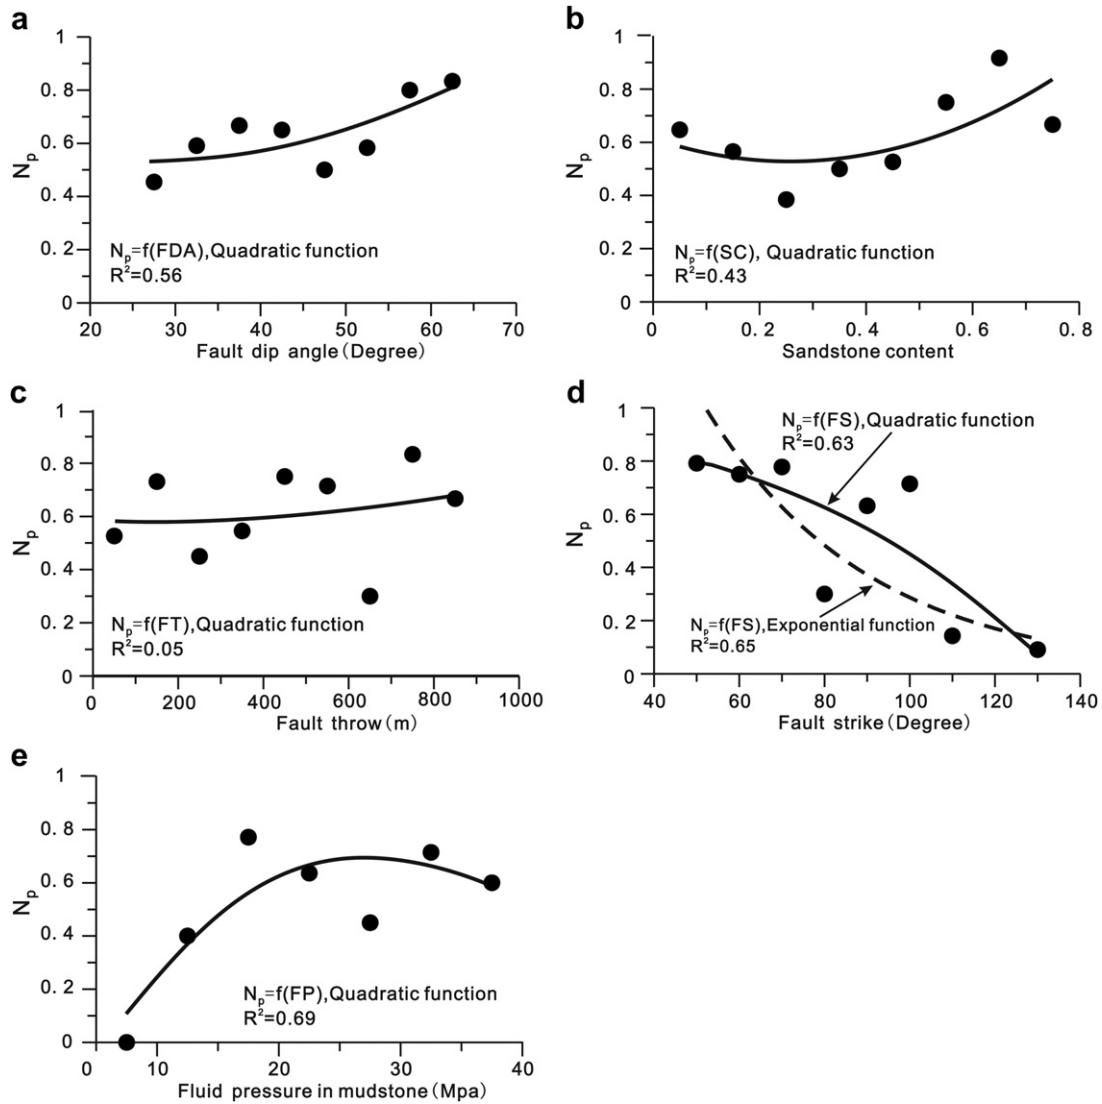 a
1
0.8
0.6
0.4
0.2
0
Np
Np=f(FDA),Quadratic function
R²=0.56
20 30 40 50 60 70
Fault dip angle(Degree)
b
1
0.8
0.6
0.4
0.2
0
Np
Np=f(SC), Quadratic function
R²=0.43
0 0.2 0.4 0.6 0.8
Sandstone content
c
1
0.8
0.6
0.4
0.2
0
Np
Np=f(FT),Quadratic function
R²=0.05
0 200 400 600 800 1000
Fault throw(m)
d
1
0.8
0.6
0.4
0.2
0
Np
Np=f(FS),Quadratic function
R²=0.63
Np=f(FS),Exponential function
R²=0.65
40 60 80 100 120 140
Fault strike(Degree)
e
1
0.8
0.6
0.4
0.2
0
Np
Np=f(FP),Quadratic function
R²=0.69
0 10 20 30 40
Fluid pressure in mudstone(Mpa)